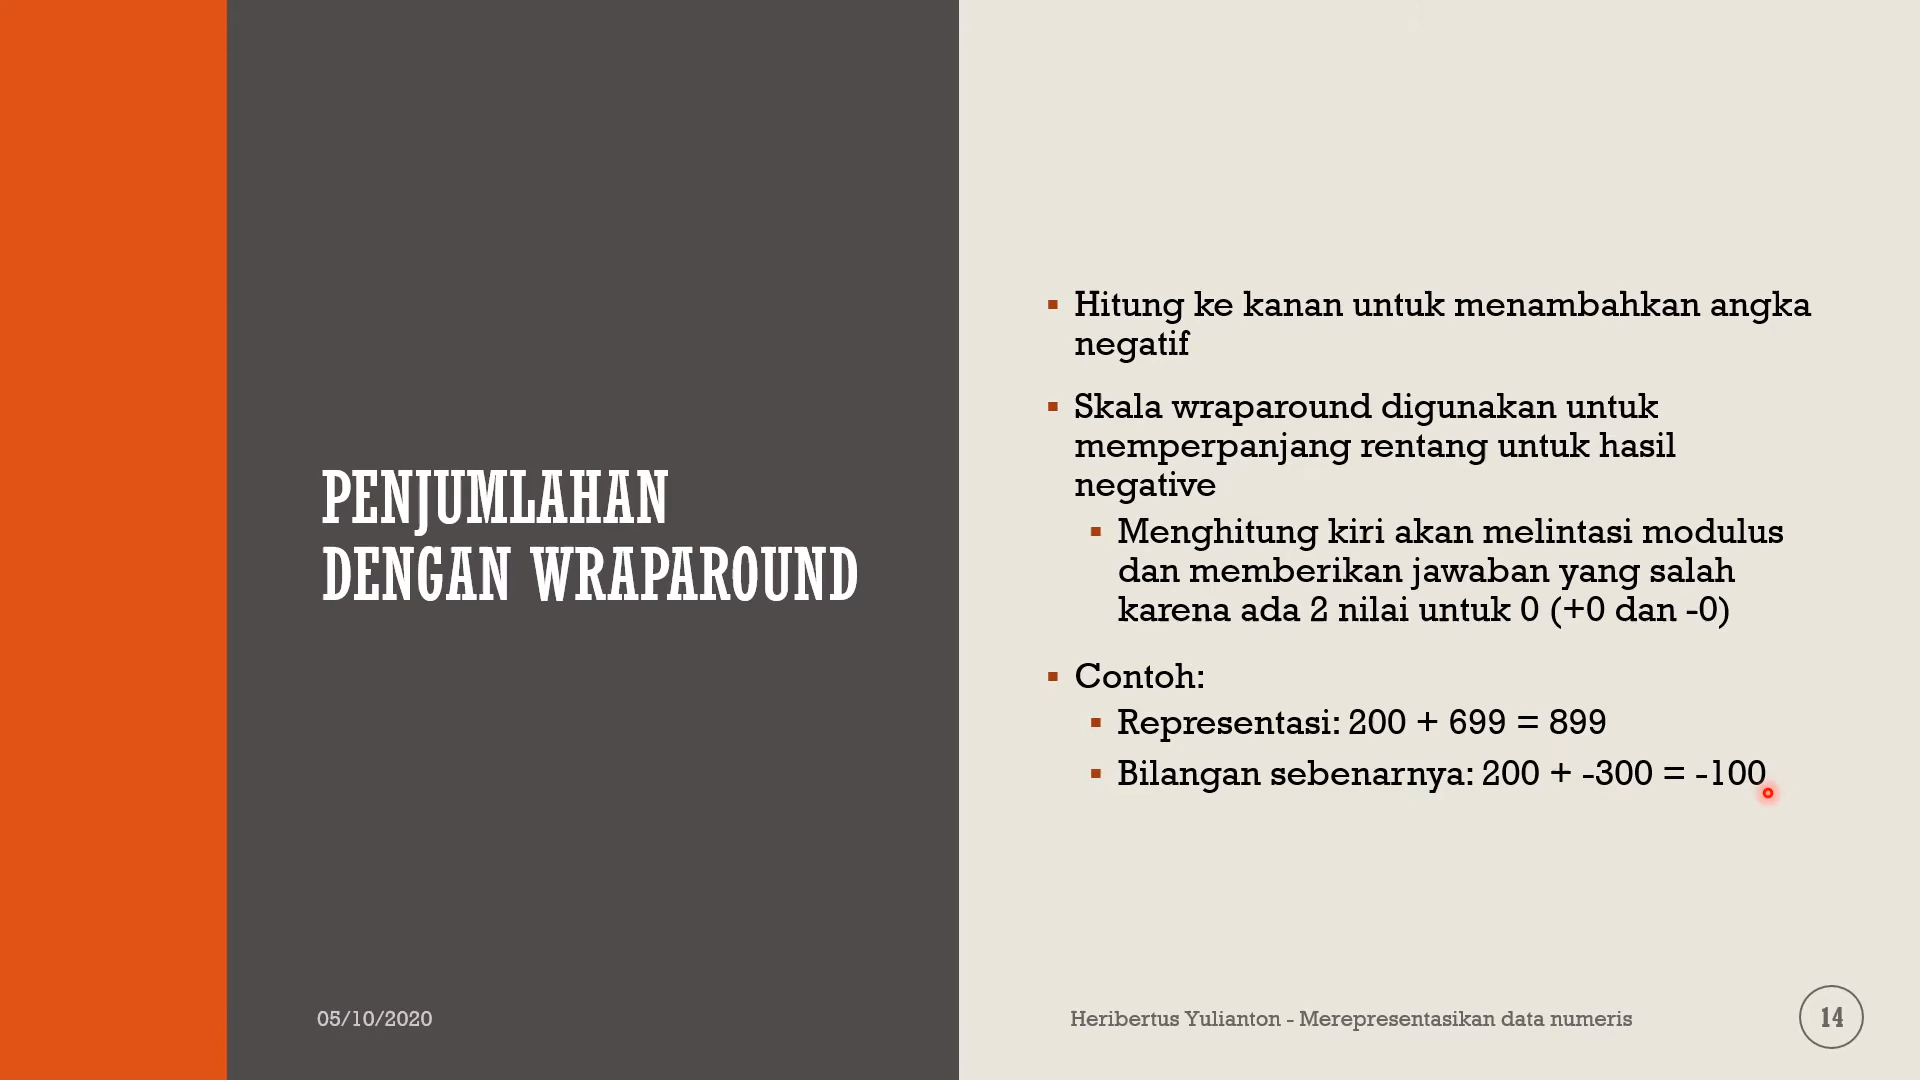 PENJUMLAHAN
DENGAN WRAPAROUND
Hitung ke kanan untuk menambahkan angka
negatif
Skala wraparound digunakan untuk
memperpanjang rentang untuk hasil
negative
Menghitung kiri akan melintasi modulus
dan memberikan jawaban yang salah
karena ada 2 nilai untuk 0 (+0 dan -0)
Contoh:
Representasi: 200 + 699 = 899
Bilangan sebenarnya: 200 + -300 = -100
05/10/2020
Heribertus Yulianton - Merepresentasikan data numeris
14